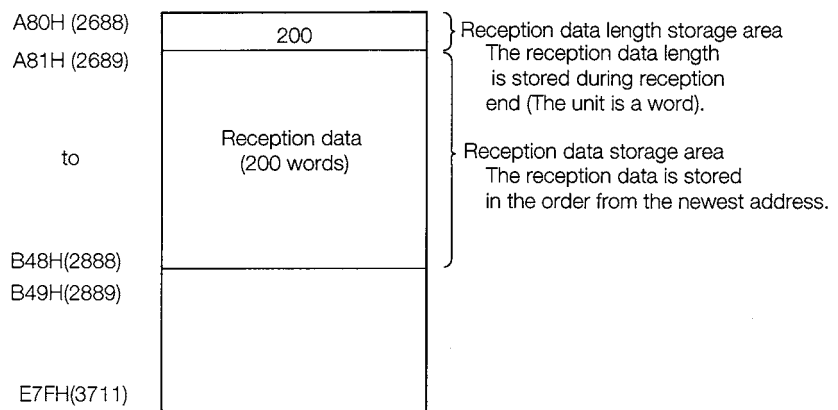 A80H (2688)
200
Reception data length storage area
A81H (2689)
The reception data length
is stored during reception
end (The unit is a word).
to
Reception data
(200 words)
Reception data storage area
The reception data is stored
in the order from the newest address.
B48H(2888)
B49H(2889)
E7FH(3711)